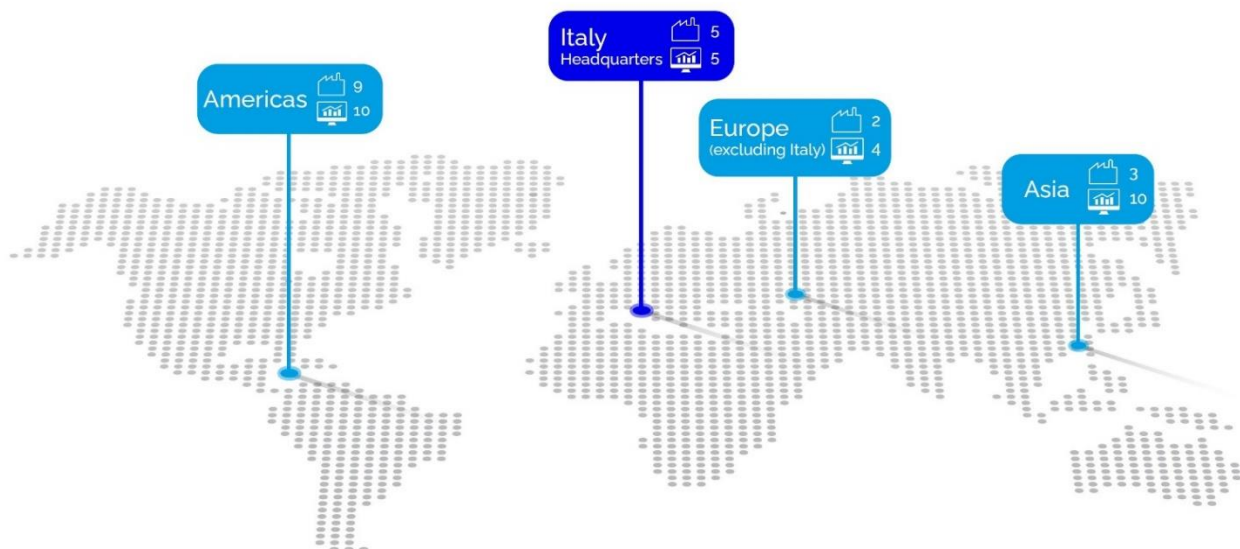 Italy
Headquarters
5
5
Americas
9
10
Europe
(excluding Italy)
2
4
Asia
3
10